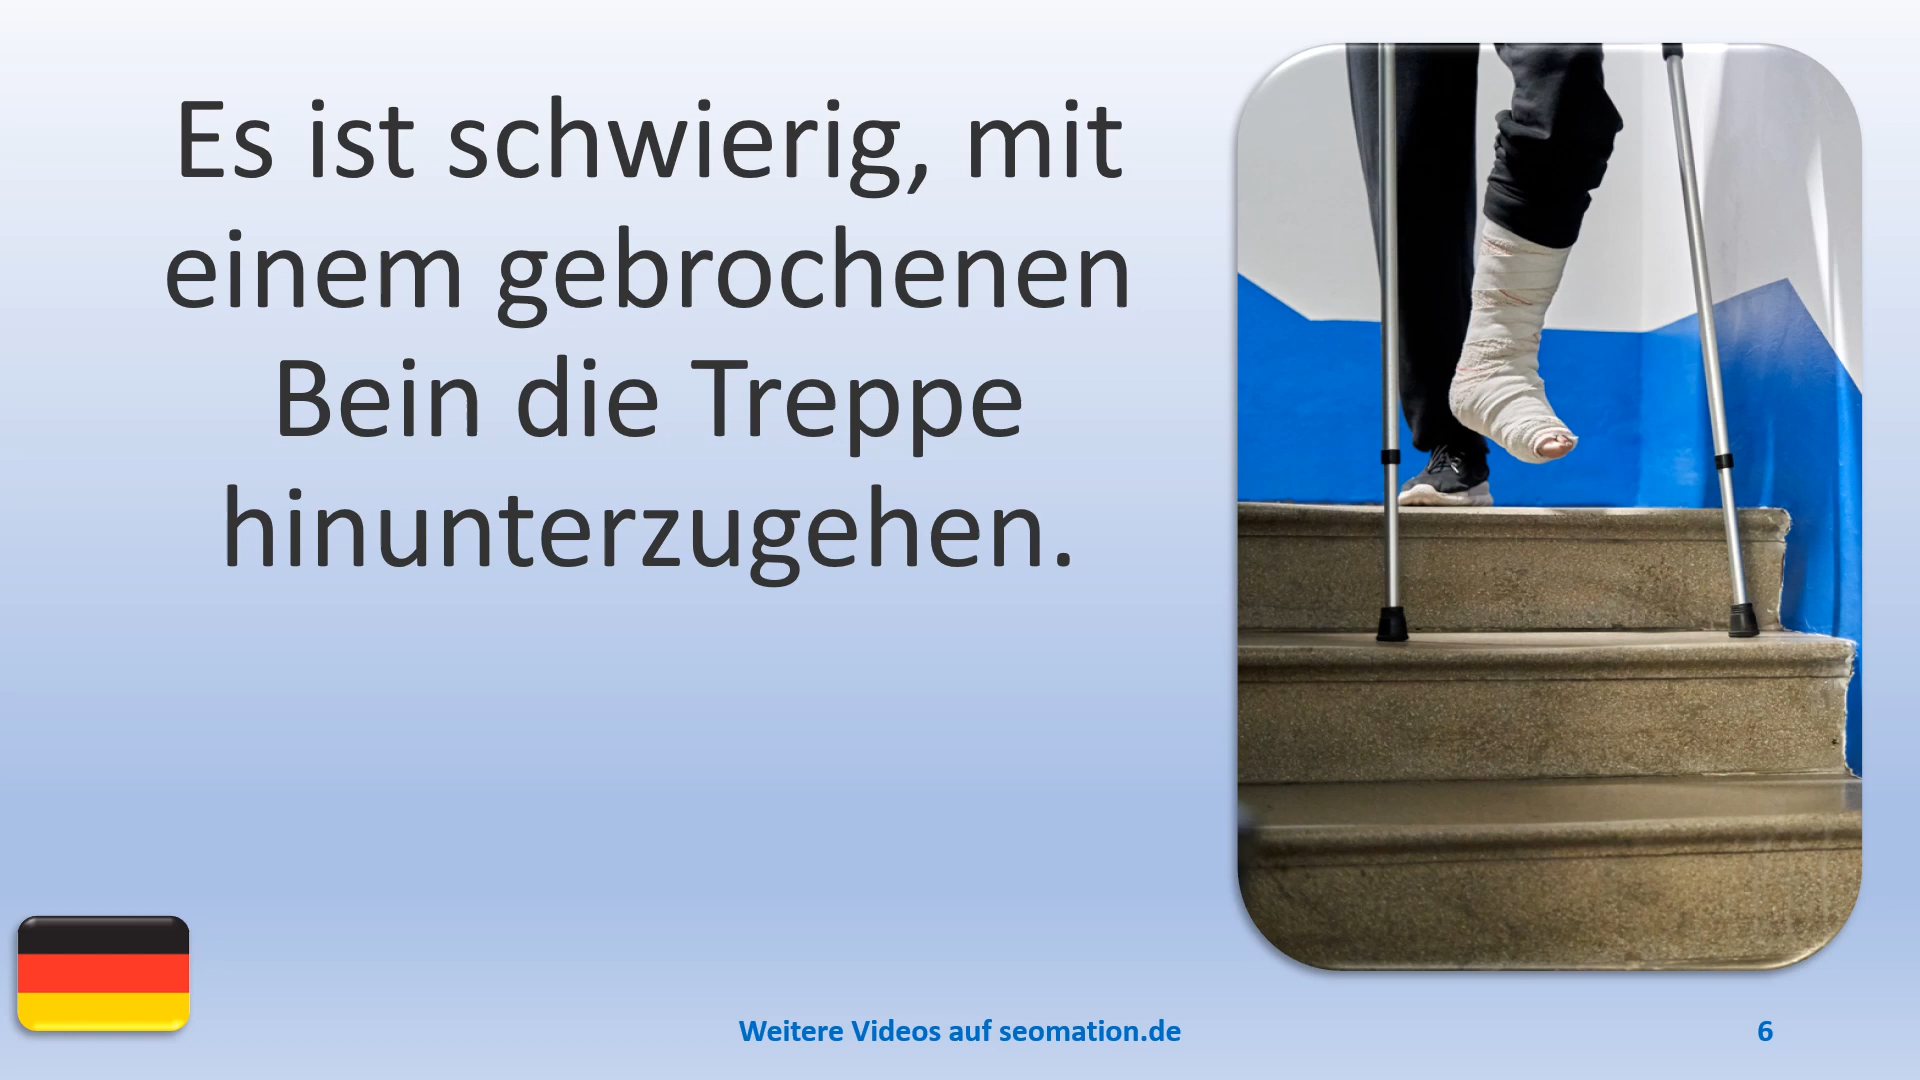 Es ist schwierig, mit
einem gebrochenen
Bein die Treppe
hinunterzugehen.
Weitere Videos auf seomation.de
6